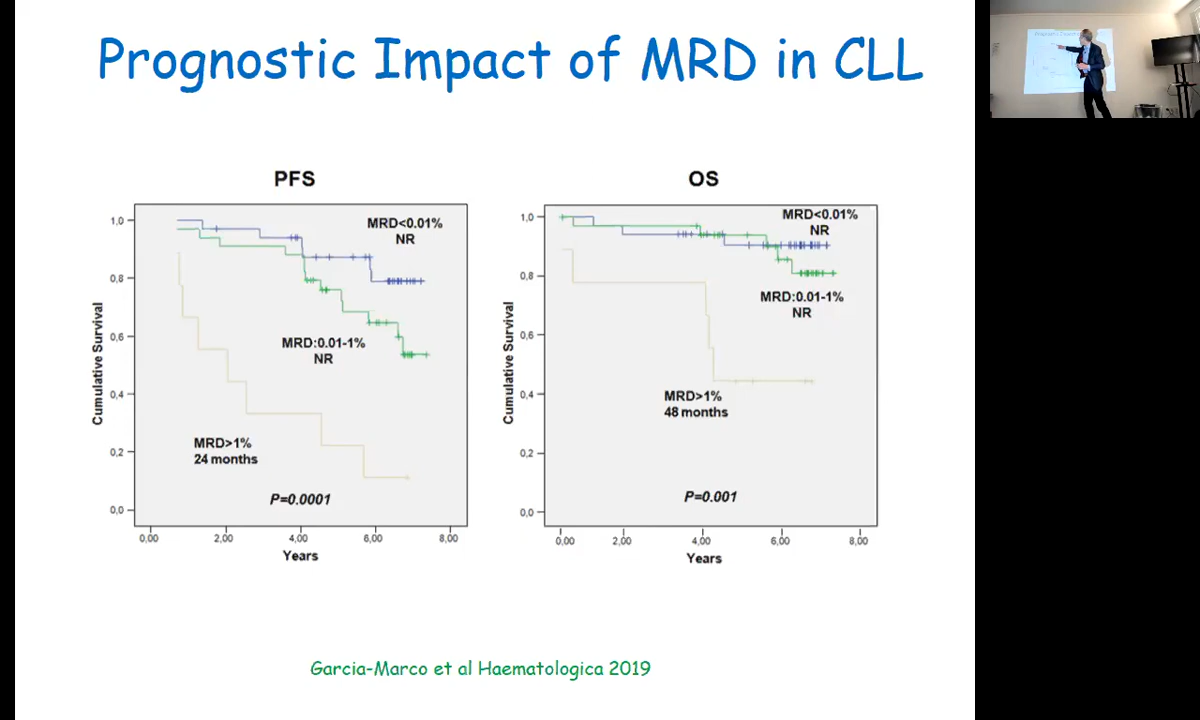 Prognostic Impact of MRD in CLL
PFS
1,0
0,8
0,6
0,4
0,2
0,0
Cumulative Survival
MRD<0.01%
NR
MRD:0.01-1%
NR
MRD>1%
24 months
P=0.0001
0,00 2,00 4,00 6,00 8,00
Years
OS
1,0
0,8
0,6
0,4
0,2
0,0
Cumulative Survival
MRD<0.01%
NR
MRD:0.01-1%
NR
MRD>1%
48 months
P=0.001
0,00 2,00 4,00 6,00 8,00
Years
Garcia-Marco et al Haematologica 2019